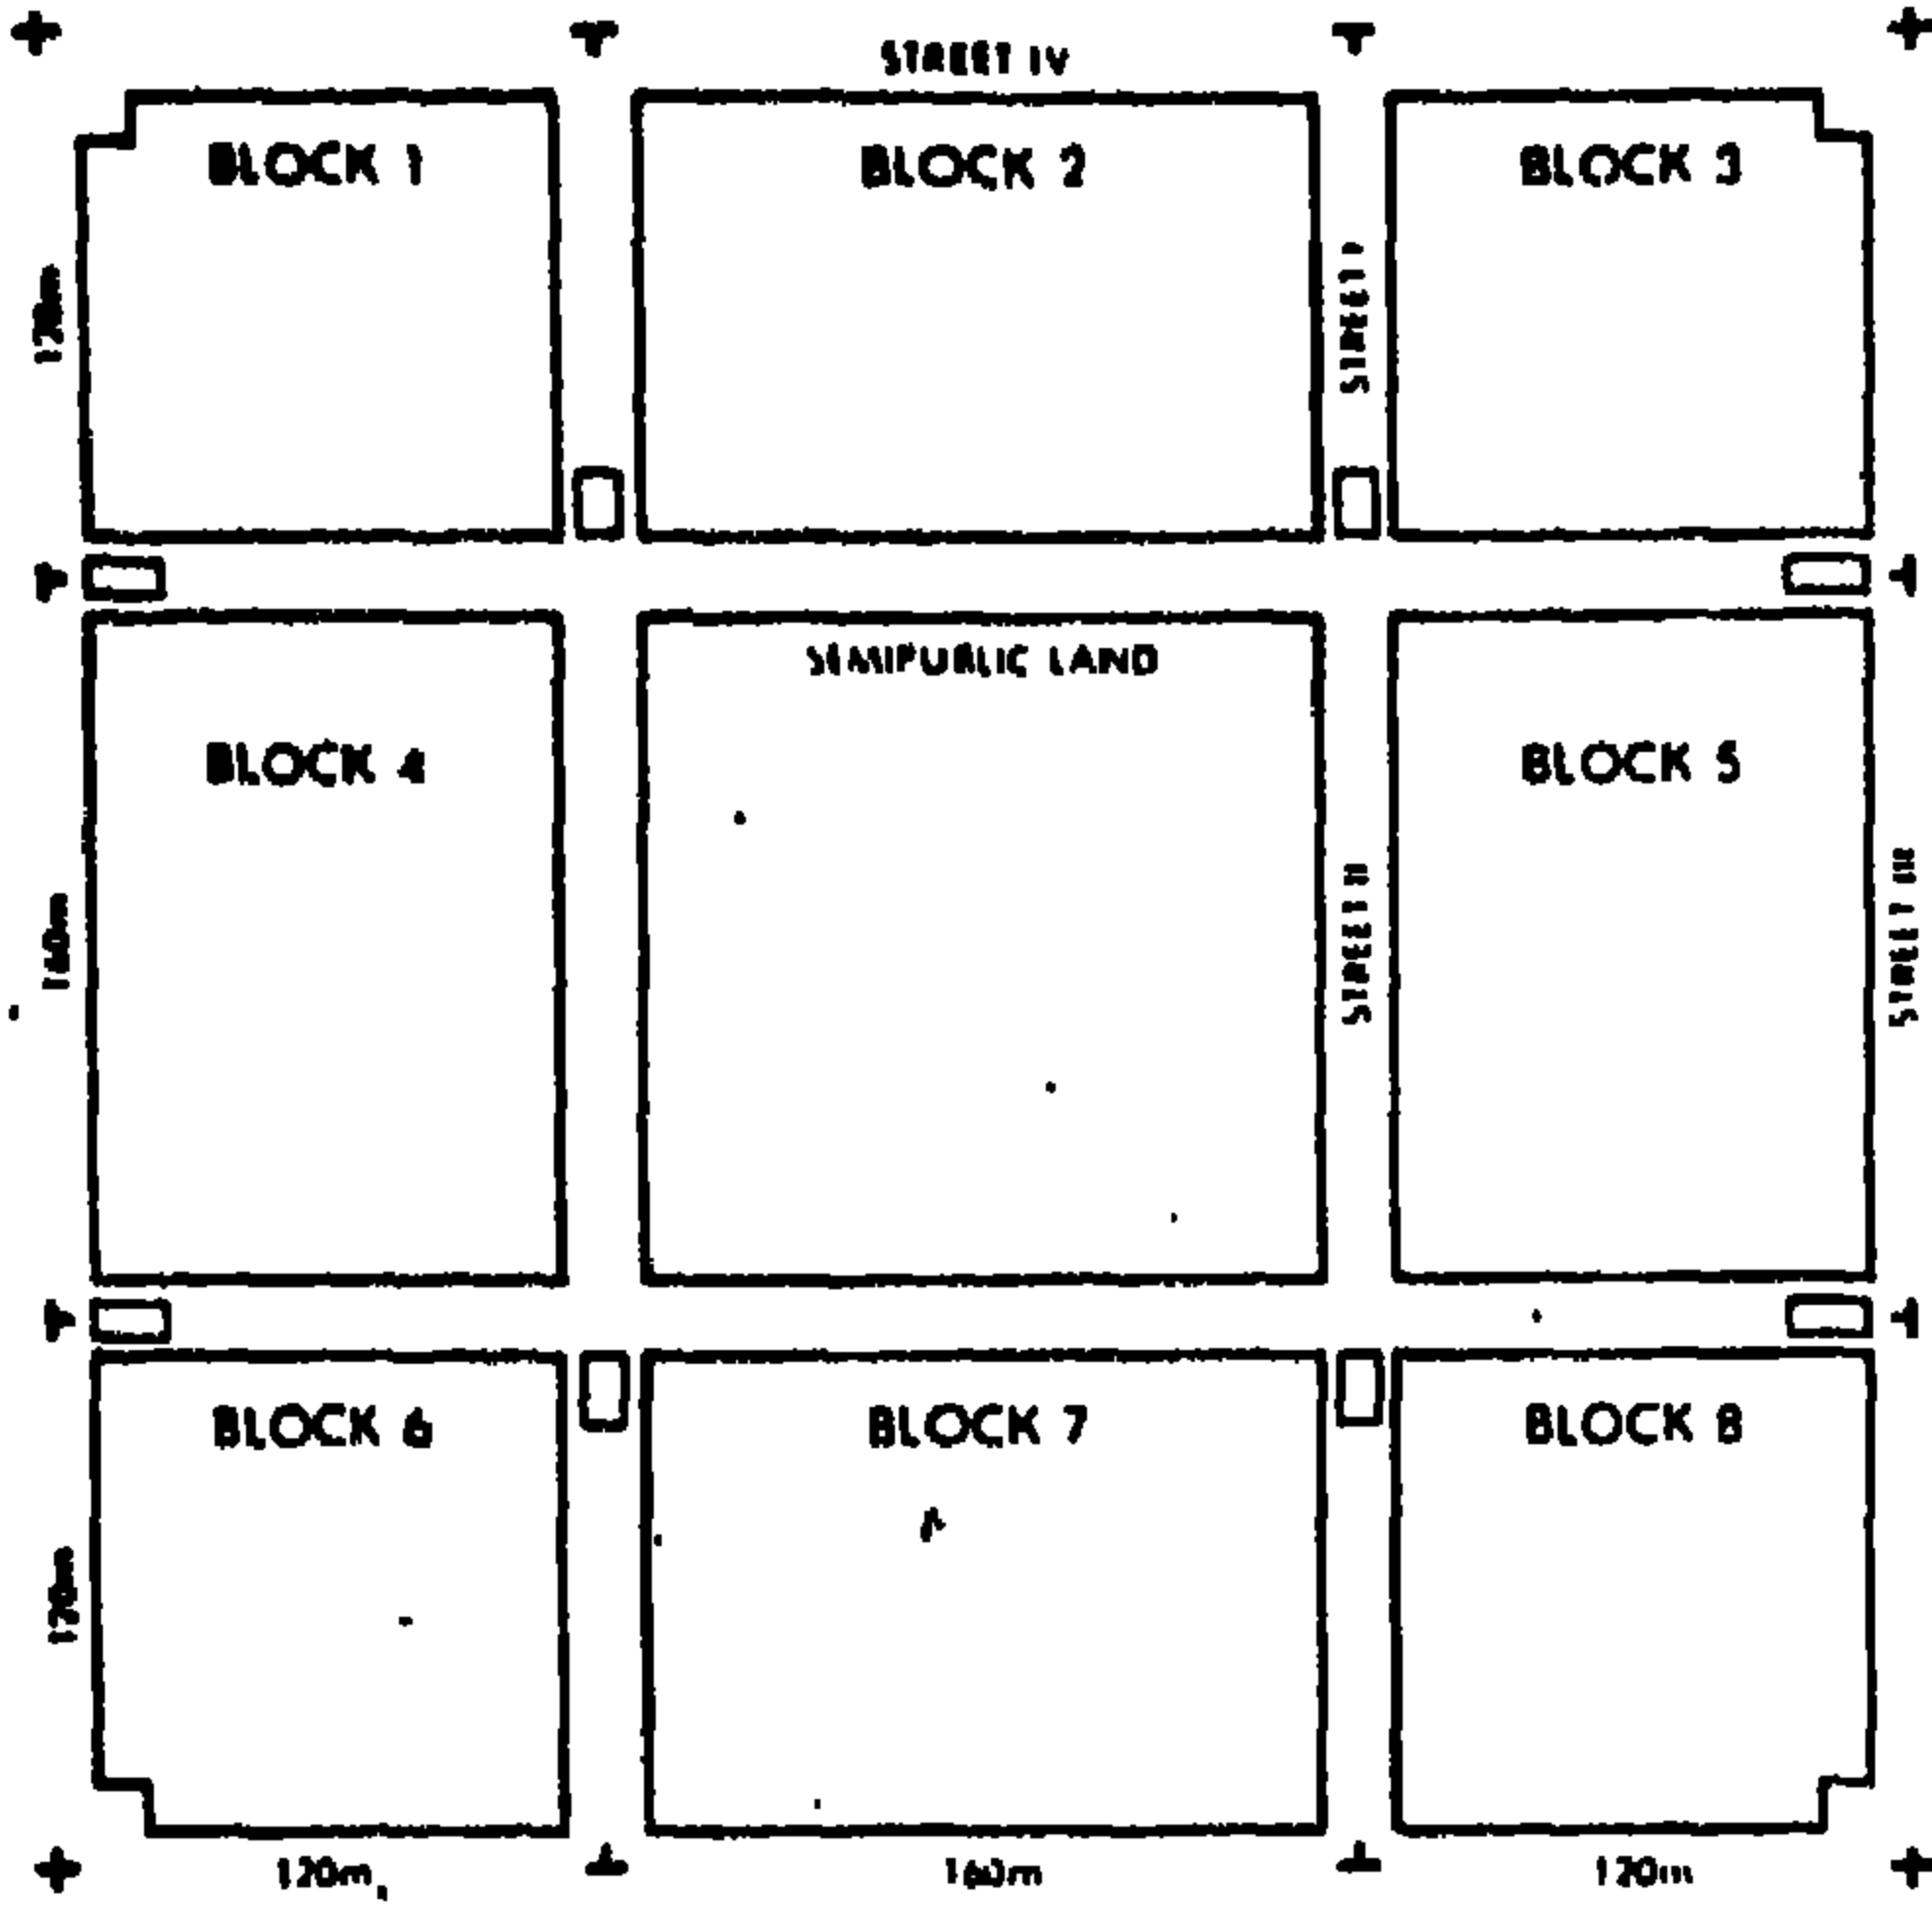 STREET IV
BLOCK 1
BLOCK 2
BLOCK 3
120m
STREET I
SEMIPUBLIC LAND
BLOCK 4
BLOCK 5
160m
STREET II
STREET III
BLOCK 6
BLOCK 7
BLOCK 8
120m
120m
160m
120m